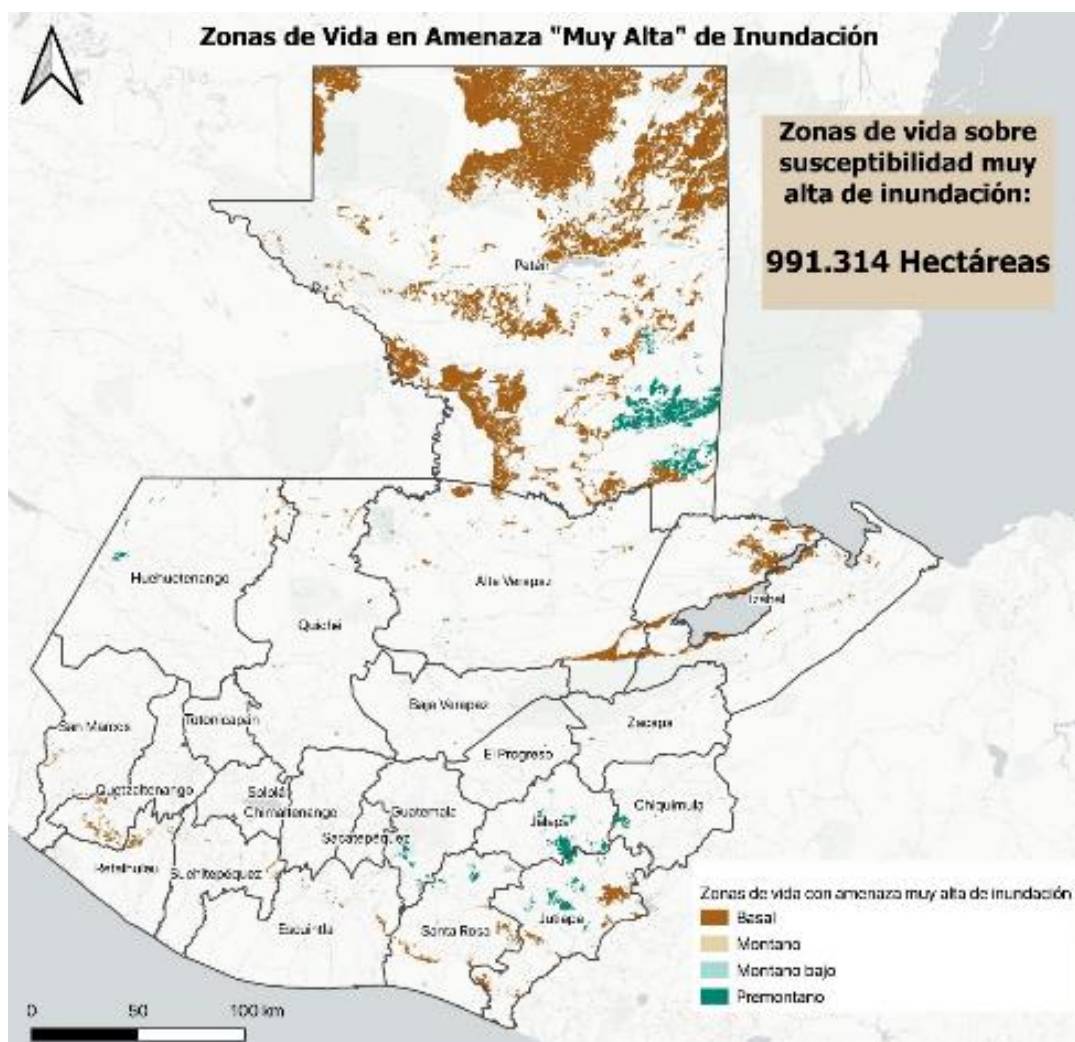 Zonas de Vida en Amenaza "Muy Alta" de Inundación
Zonas de vida sobre
susceptibilidad muy
alta de inundación:
991.314 Hectáreas
Petén
Huehuetenango
Alta Verapaz
Izabal
Quiché
Baja Verapaz
San Marcos
Totonicapán
Zacapa
El Progreso
Quetzaltenango
Sololá
Chimaltenango
Guatemala
Chiquimula
Jalapa
Sacatepéquez
Retalhuleu
Suchitepéquez
Jutiapa
Santa Rosa
Escuintla
Zonas de vida con amenaza muy alta de inundación
Basal
Montano
Montano bajo
Premontano
0 50 100 km